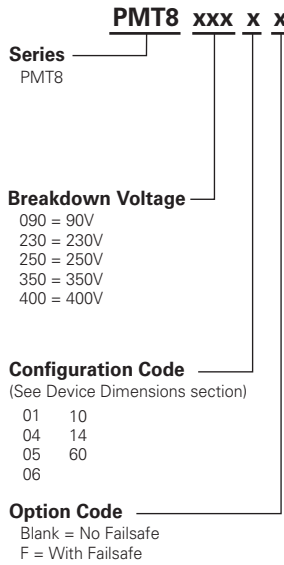 PMT8 xxx x x
Series
PMT8
Breakdown Voltage
090 = 90V
230 = 230V
250 = 250V
350 = 350V
400 = 400V
Configuration Code
(See Device Dimensions section)
01 10
04 14
05 60
06
Option Code
Blank = No Failsafe
F = With Failsafe